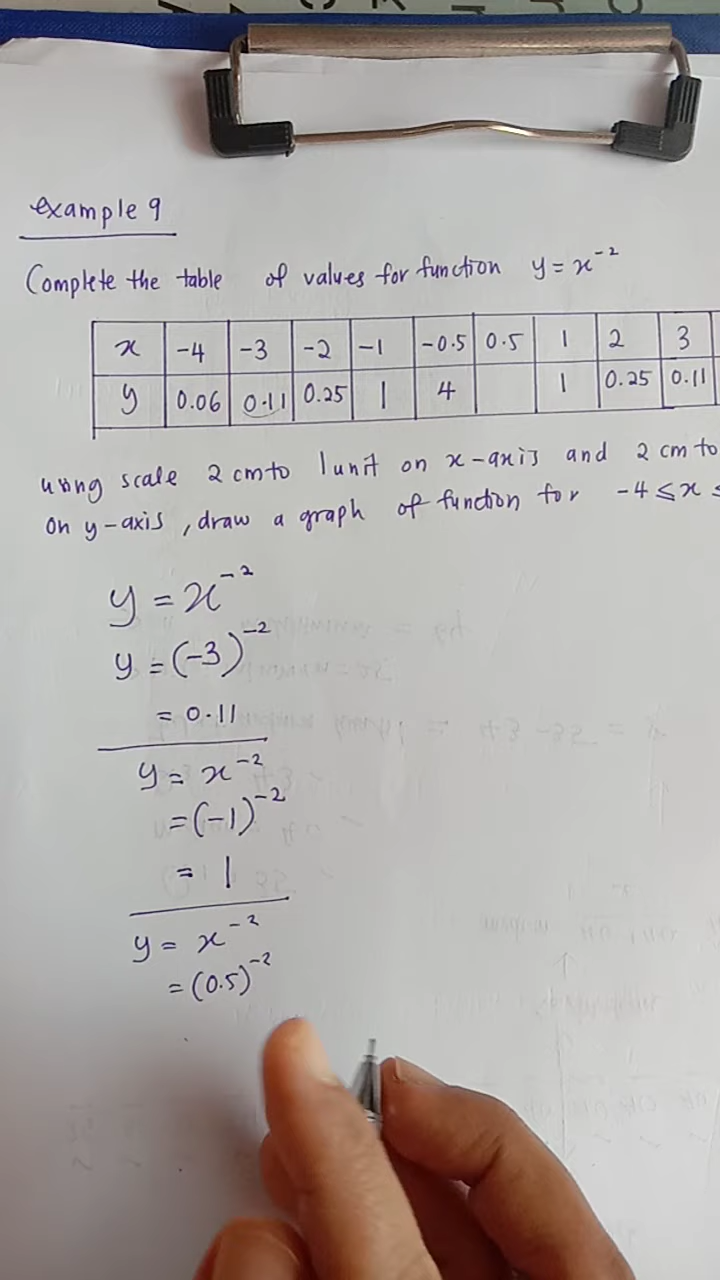 example 9
Complete the table of values for function y = x⁻²
x -4 -3 -2 -1 -0.5 0.5 1 2 3
y 0.06 0.11 0.25 1 4 1 0.25 0.11
using scale 2 cm to 1 unit on x-axis and 2 cm to
on y-axis, draw a graph of function for -4 ≤ x ≤
y = x⁻²
y = (-3)⁻²
= 0.11
y = x⁻²
= (-1)⁻²
= 1
y = x⁻²
= (0.5)⁻²